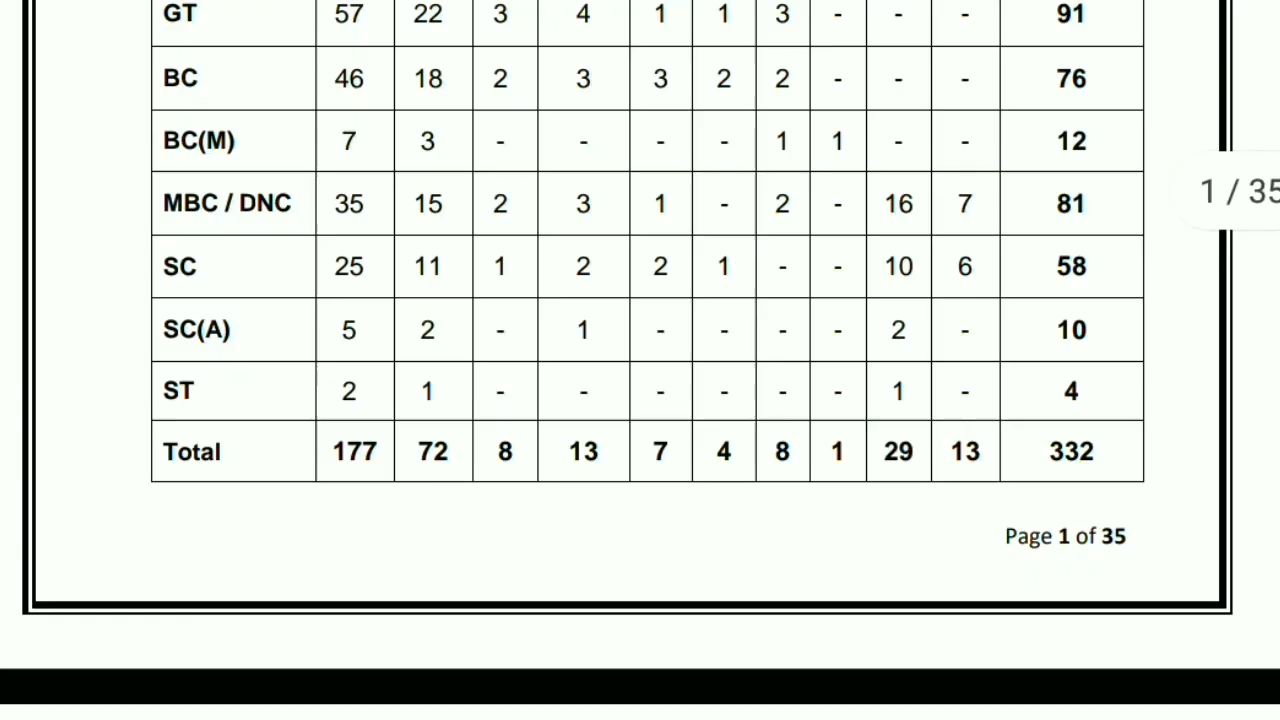 GT 57 22 3 4 1 1 3 - - - 91
BC 46 18 2 3 3 2 2 - - - 76
BC(M) 7 3 - - - - 1 1 - - 12
MBC / DNC 35 15 2 3 1 - 2 - 16 7 81
SC 25 11 1 2 2 1 - - 10 6 58
SC(A) 5 2 - 1 - - - - 2 - 10
ST 2 1 - - - - - - 1 - 4
Total 177 72 8 13 7 4 8 1 29 13 332
1 / 35
Page 1 of 35